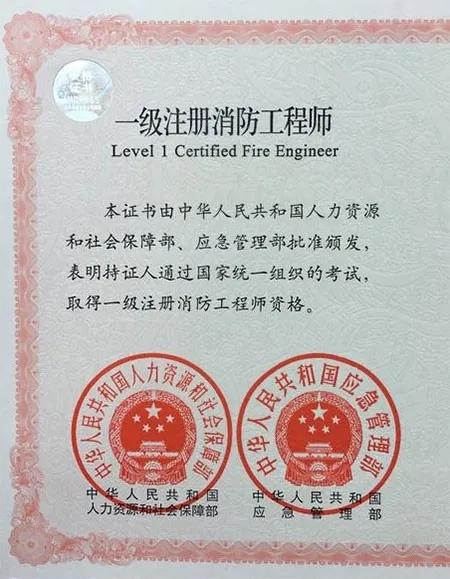 一级注册消防工程师
Level 1 Certified Fire Engineer
本证书由中华人民共和国人力资源
和社会保障部、应急管理部批准颁发，
表明持证人通过国家统一组织的考试，
取得一级注册消防工程师资格。
中华人民共和国人力资源和社会保障部
中华人民共和国应急管理部
中华人民共和国
人力资源和社会保障部
中华人民共和国
应急管理部